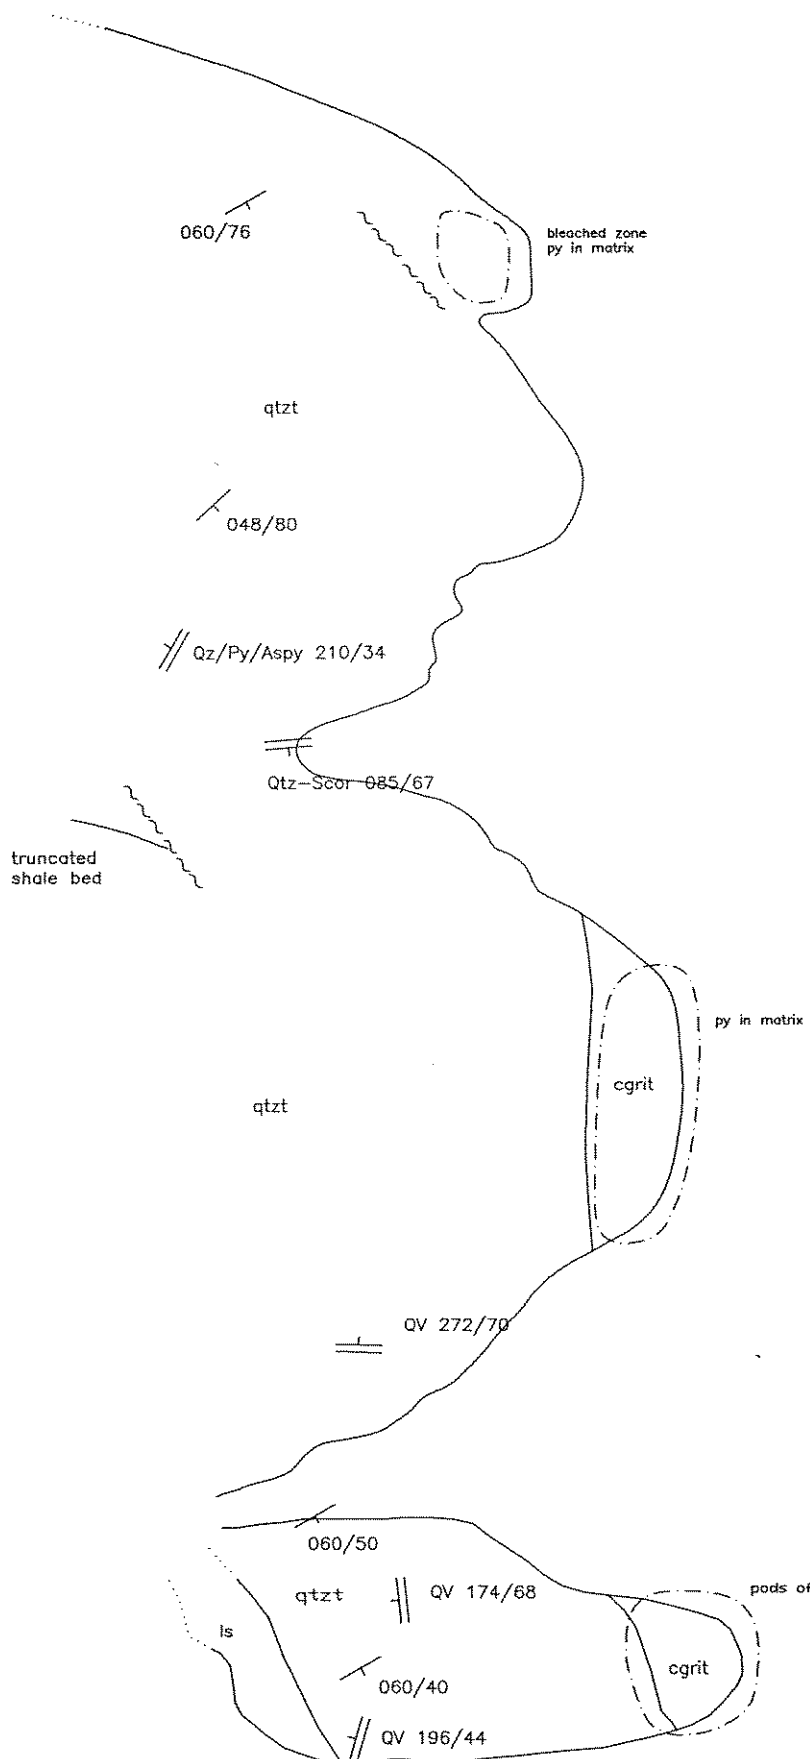 060/76
bleached zone
py in matrix
qtzt
048/80
Qz/Py/Aspy 210/34
Qtz-Scor 085/67
truncated
shale bed
py in matrix
cgrit
qtzt
QV 272/70
060/50
qtzt
QV 174/68
pods of
ls
cgrit
060/40
QV 196/44